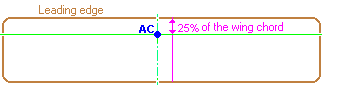 Leading edge
AC
25% of the wing chord